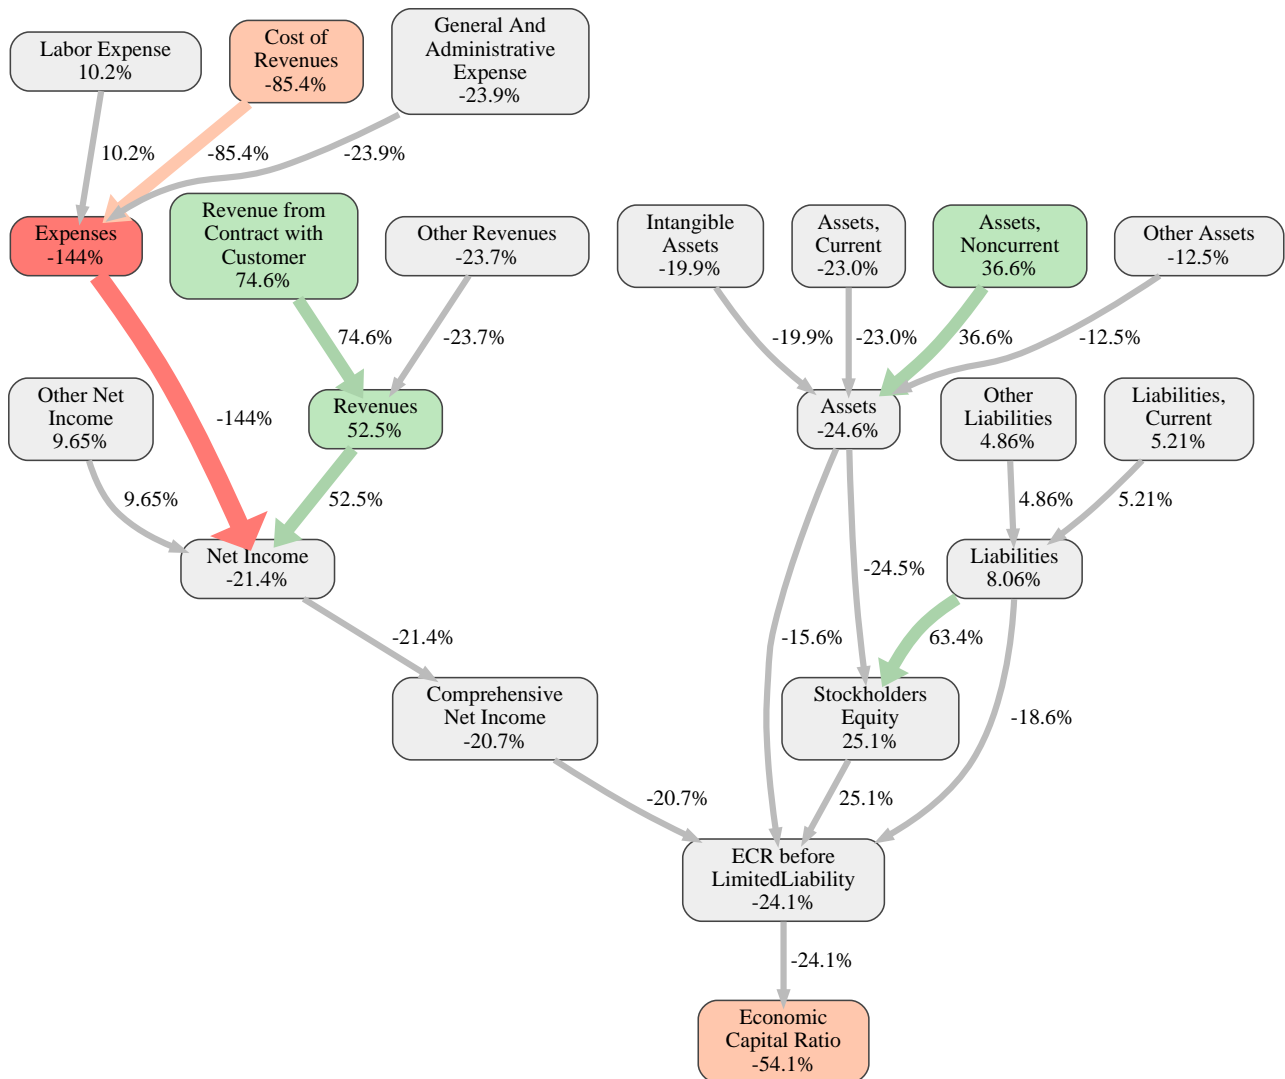 Labor Expense
10.2%
Cost of
Revenues
-85.4%
General And
Administrative
Expense
-23.9%
10.2%
-85.4%
-23.9%
Expenses
-144%
Revenue from
Contract with
Customer
74.6%
Other Revenues
-23.7%
Intangible
Assets
-19.9%
Assets,
Current
-23.0%
Assets,
Noncurrent
36.6%
Other Assets
-12.5%
74.6%
-23.7%
-19.9%
-23.0%
36.6%
-12.5%
Other Net
Income
9.65%
-144%
Revenues
52.5%
Assets
-24.6%
Other
Liabilities
4.86%
Liabilities,
Current
5.21%
9.65%
52.5%
4.86%
5.21%
Net Income
-21.4%
-24.5%
Liabilities
8.06%
-21.4%
-15.6%
63.4%
Comprehensive
Net Income
-20.7%
Stockholders
Equity
25.1%
-18.6%
-20.7%
25.1%
ECR before
LimitedLiability
-24.1%
-24.1%
Economic
Capital Ratio
-54.1%